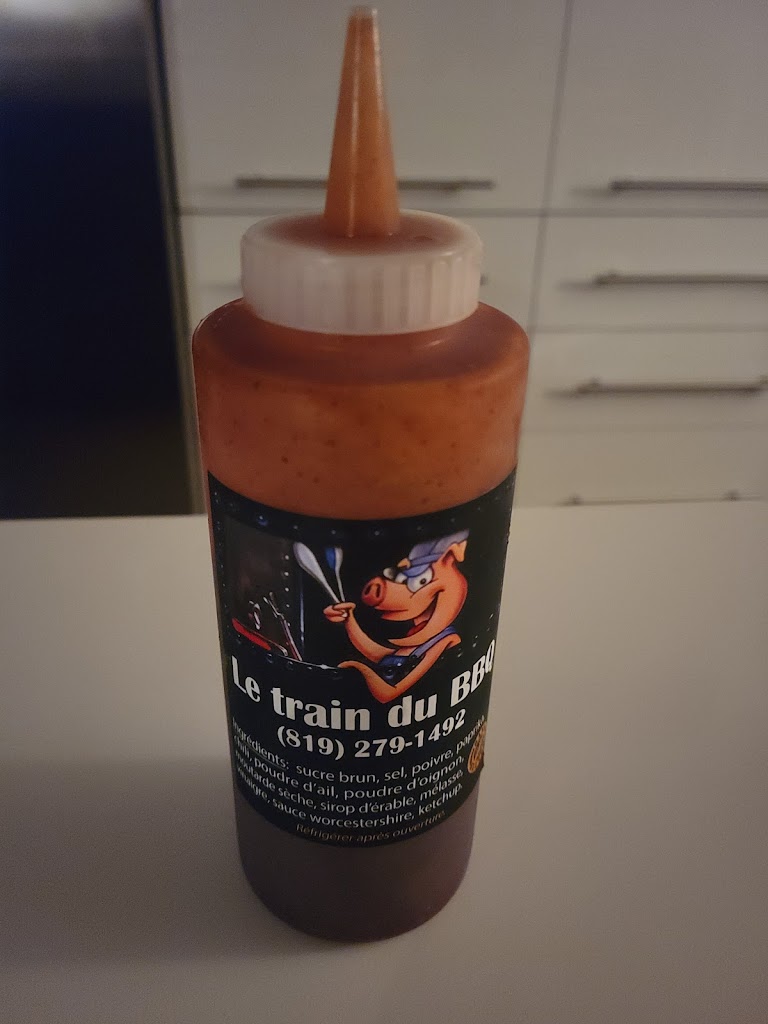 Le train du BBQ
(819) 279-1492
Ingrédients: sucre brun, sel, poivre, paprika
chili, poudre d'ail, poudre d'oignon,
moutarde sèche, sirop d'érable, mélasse,
vinaigre, sauce worcestershire, ketchup.
Réfrigérer après ouverture.